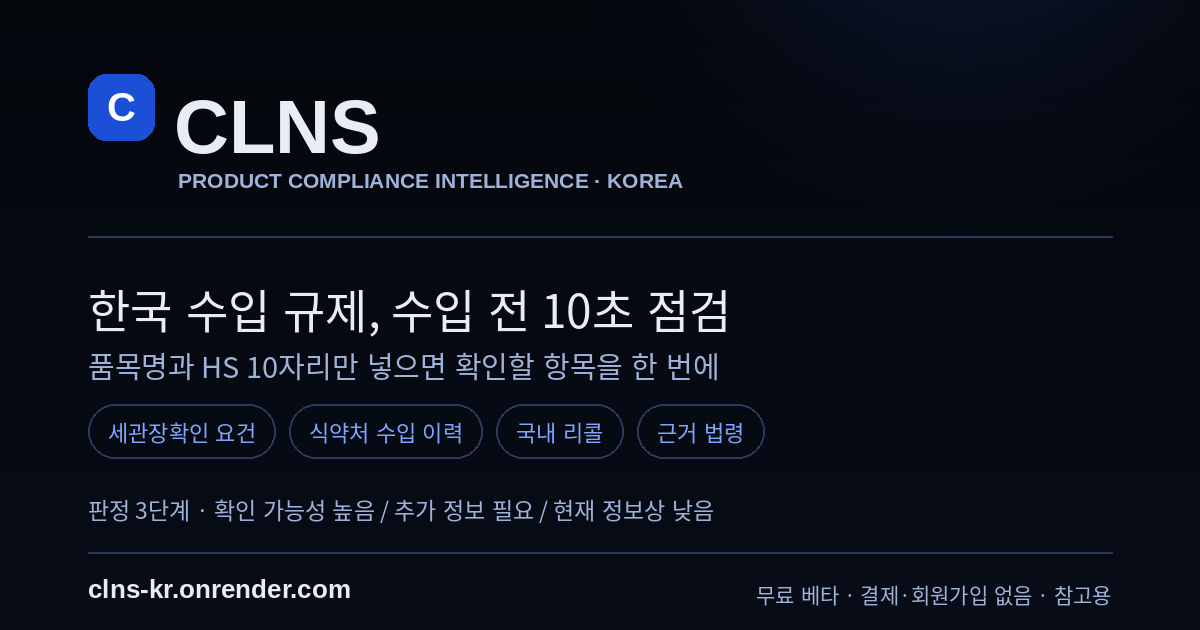 C
CLNS
PRODUCT COMPLIANCE INTELLIGENCE · KOREA
한국 수입 규제, 수입 전 10초 점검
품목명과 HS 10자리만 넣으면 확인할 항목을 한 번에
세관장확인 요건
식약처 수입 이력
국내 리콜
근거 법령
판정 3단계 · 확인 가능성 높음 / 추가 정보 필요 / 현재 정보상 낮음
clns-kr.onrender.com
무료 베타 · 결제·회원가입 없음 · 참고용